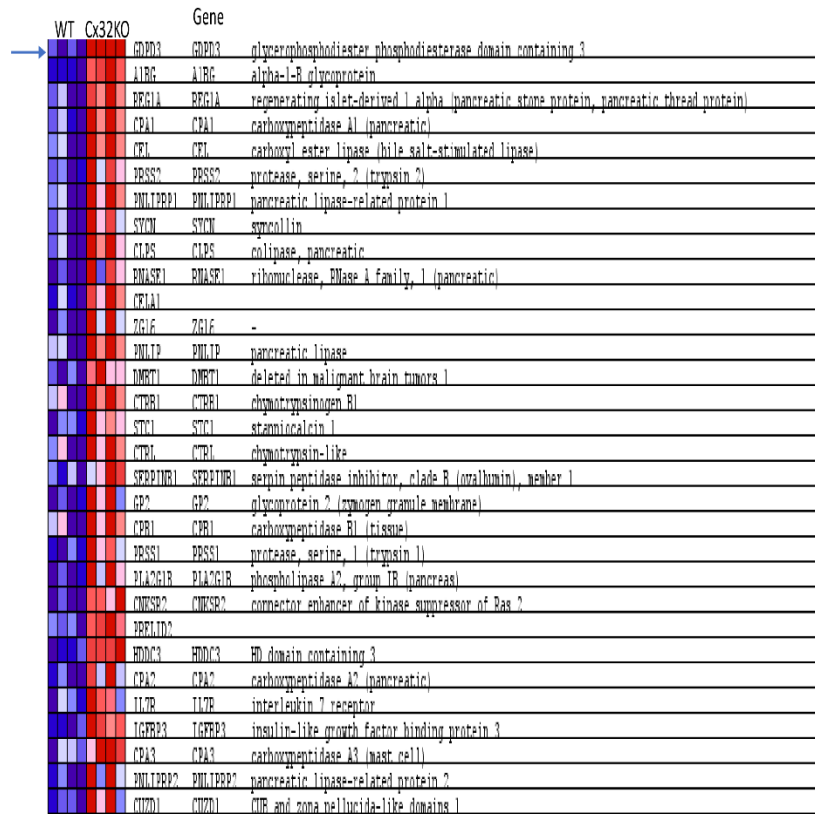 Gene
WT Cx32KO
GDPD3 GDPD3 glycerophosphodiester phosphodiesterase domain containing 3
A1BG A1BG alpha-1-B glycoprotein
REG1A REG1A regenerating islet-derived 1 alpha (pancreatic stone protein, pancreatic thread protein)
CPA1 CPA1 carboxypeptidase A1 (pancreatic)
CEL CEL carboxyl ester lipase (bile salt-stimulated lipase)
PRSS2 PRSS2 protease, serine, 2 (trypsin 2)
PNLIPRP1 PNLIPRP1 pancreatic lipase-related protein 1
SYCN SYCN syncollin
CLPS CLPS colipase, pancreatic
RNASE1 RNASE1 ribonuclease, RNase A family, 1 (pancreatic)
CELA1
ZG16 ZG16 -
PNLIP PNLIP pancreatic lipase
DMBT1 DMBT1 deleted in malignant brain tumors 1
CTRB1 CTRB1 chymotrypsinogen B1
STC1 STC1 stanniocalcin 1
CTRL CTRL chymotrypsin-like
SERPINB1 SERPINB1 serpin peptidase inhibitor, clade B (ovalbumin), member 1
GP2 GP2 glycoprotein 2 (zymogen granule membrane)
CPB1 CPB1 carboxypeptidase B1 (tissue)
PRSS1 PRSS1 protease, serine, 1 (trypsin 1)
PLA2G1B PLA2G1B phospholipase A2, group IB (pancreas)
CNKSR2 CNKSR2 connector enhancer of kinase suppressor of Ras 2
PRELID2
HDDC3 HDDC3 HD domain containing 3
CPA2 CPA2 carboxypeptidase A2 (pancreatic)
IL7R IL7R interleukin 7 receptor
IGFBP3 IGFBP3 insulin-like growth factor binding protein 3
CPA3 CPA3 carboxypeptidase A3 (mast cell)
PNLIPRP2 PNLIPRP2 pancreatic lipase-related protein 2
CUZD1 CUZD1 CUB and zona pellucida-like domains 1